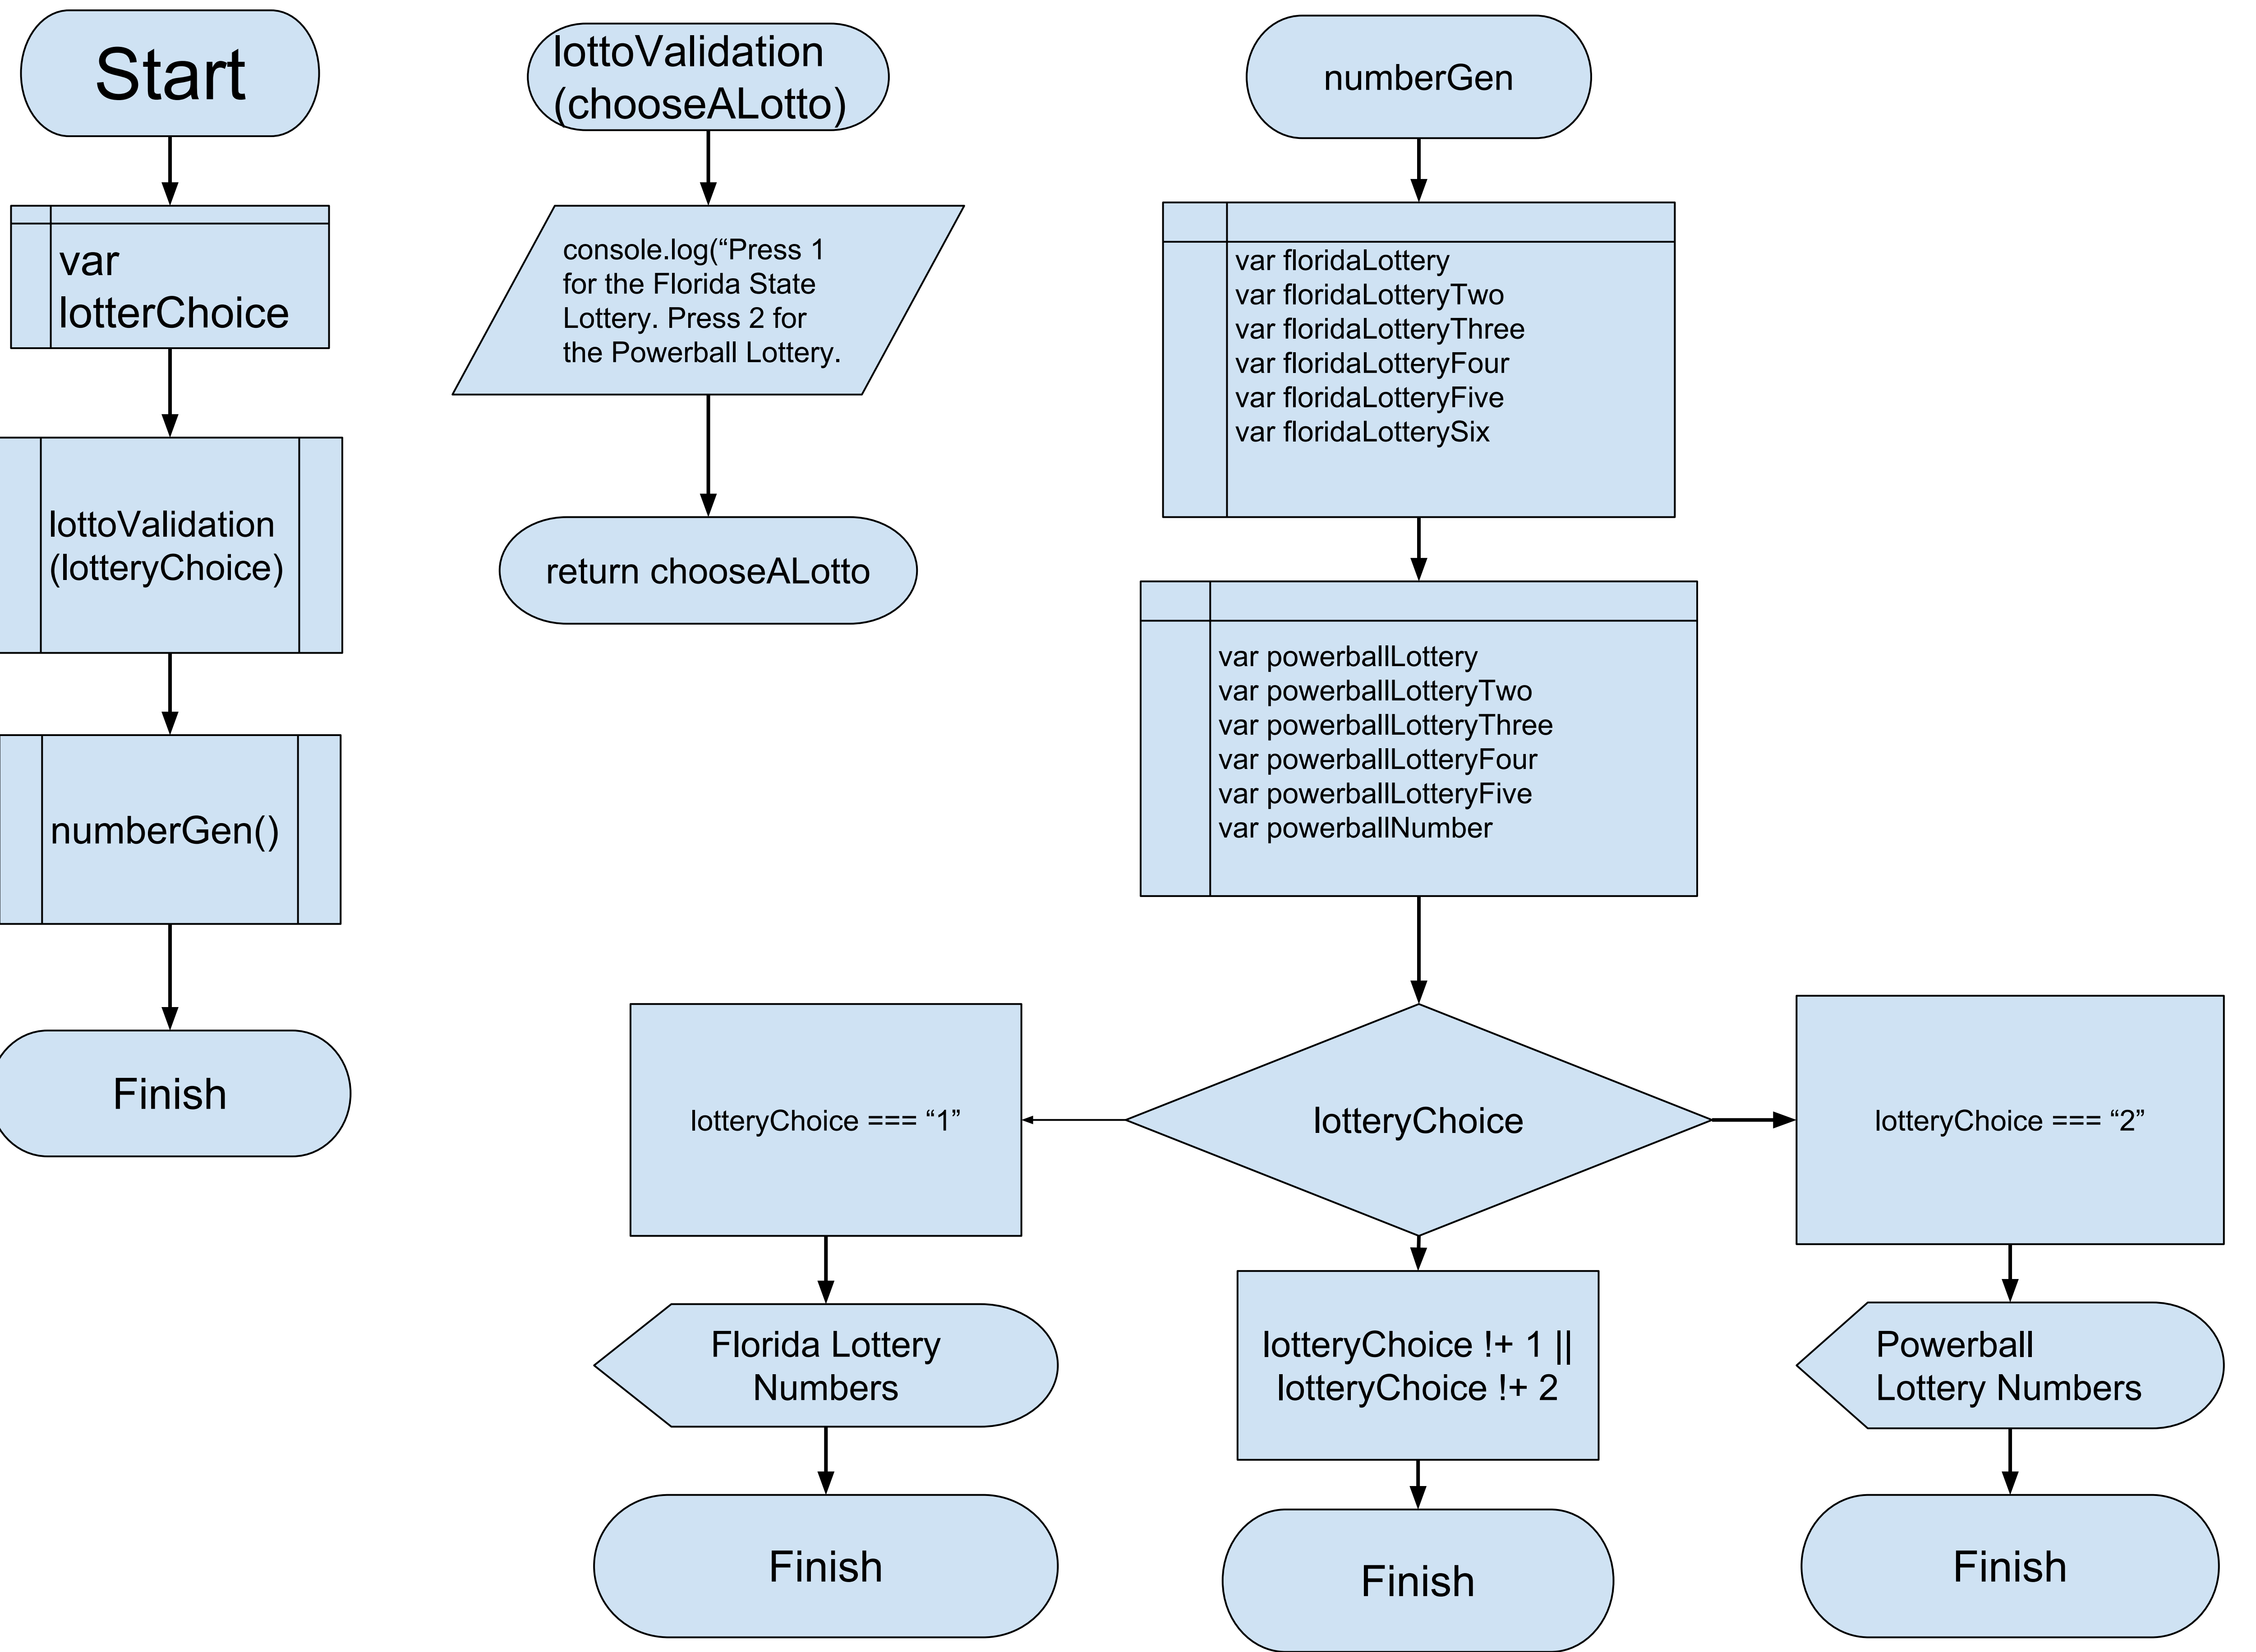 Start
var
lotterChoice
lottoValidation
(lotteryChoice)
numberGen()
Finish
lottoValidation
(chooseALotto)
console.log(“Press 1
for the Florida State
Lottery. Press 2 for
the Powerball Lottery.
return chooseALotto
numberGen
var floridaLottery
var floridaLotteryTwo
var floridaLotteryThree
var floridaLotteryFour
var floridaLotteryFive
var floridaLotterySix
var powerballLottery
var powerballLotteryTwo
var powerballLotteryThree
var powerballLotteryFour
var powerballLotteryFive
var powerballNumber
lotteryChoice
lotteryChoice === “1”
Florida Lottery
Numbers
Finish
lotteryChoice !+ 1 ||
lotteryChoice !+ 2
Finish
lotteryChoice === “2”
Powerball
Lottery Numbers
Finish